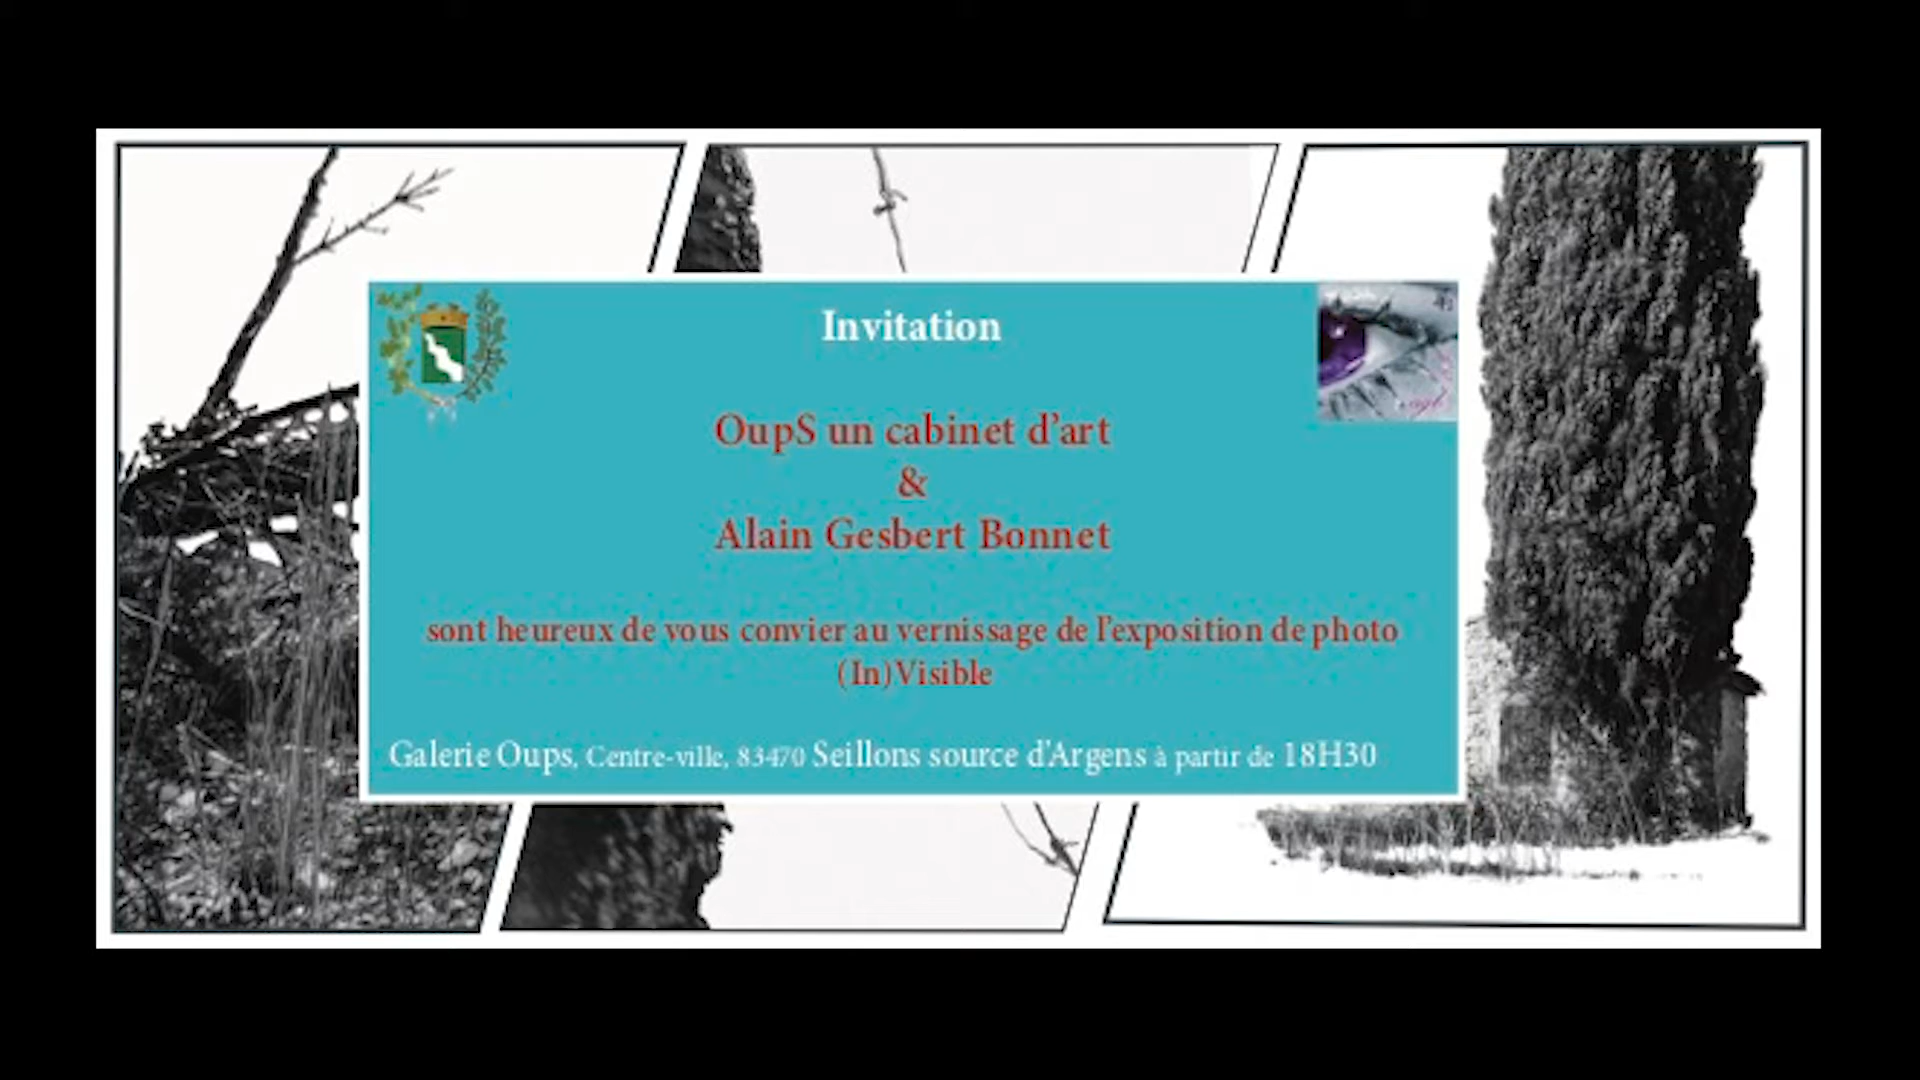 Invitation
OupS un cabinet d'art
&
Alain Gesbert Bonnet
sont heureux de vous convier au vernissage de l'exposition de photo
(In)Visible
Galerie Oups, Centre-ville, 83470 Seillons source d'Argens à partir de 18H30